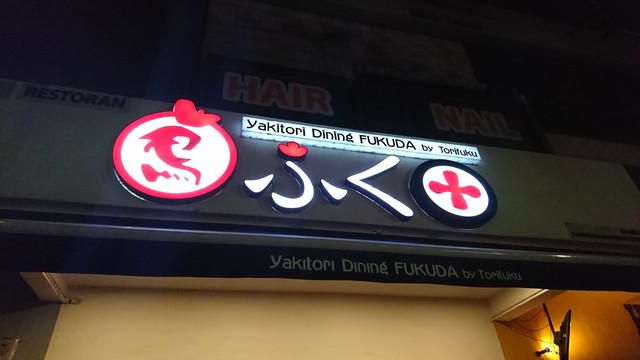 RESTORAN
HAIR
NAIL
Yakitori Dining FUKUDA by Torifuku
ふく
Yakitori Dining FUKUDA by Torifuku